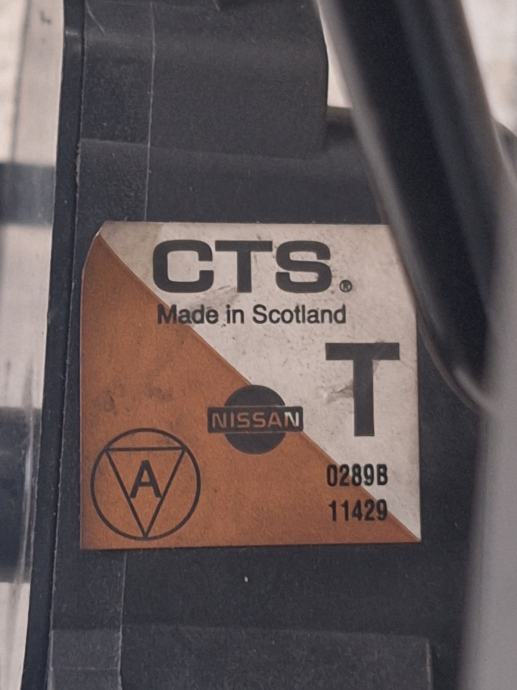 CTS®
Made in Scotland
T
NISSAN
A
0289B
11429